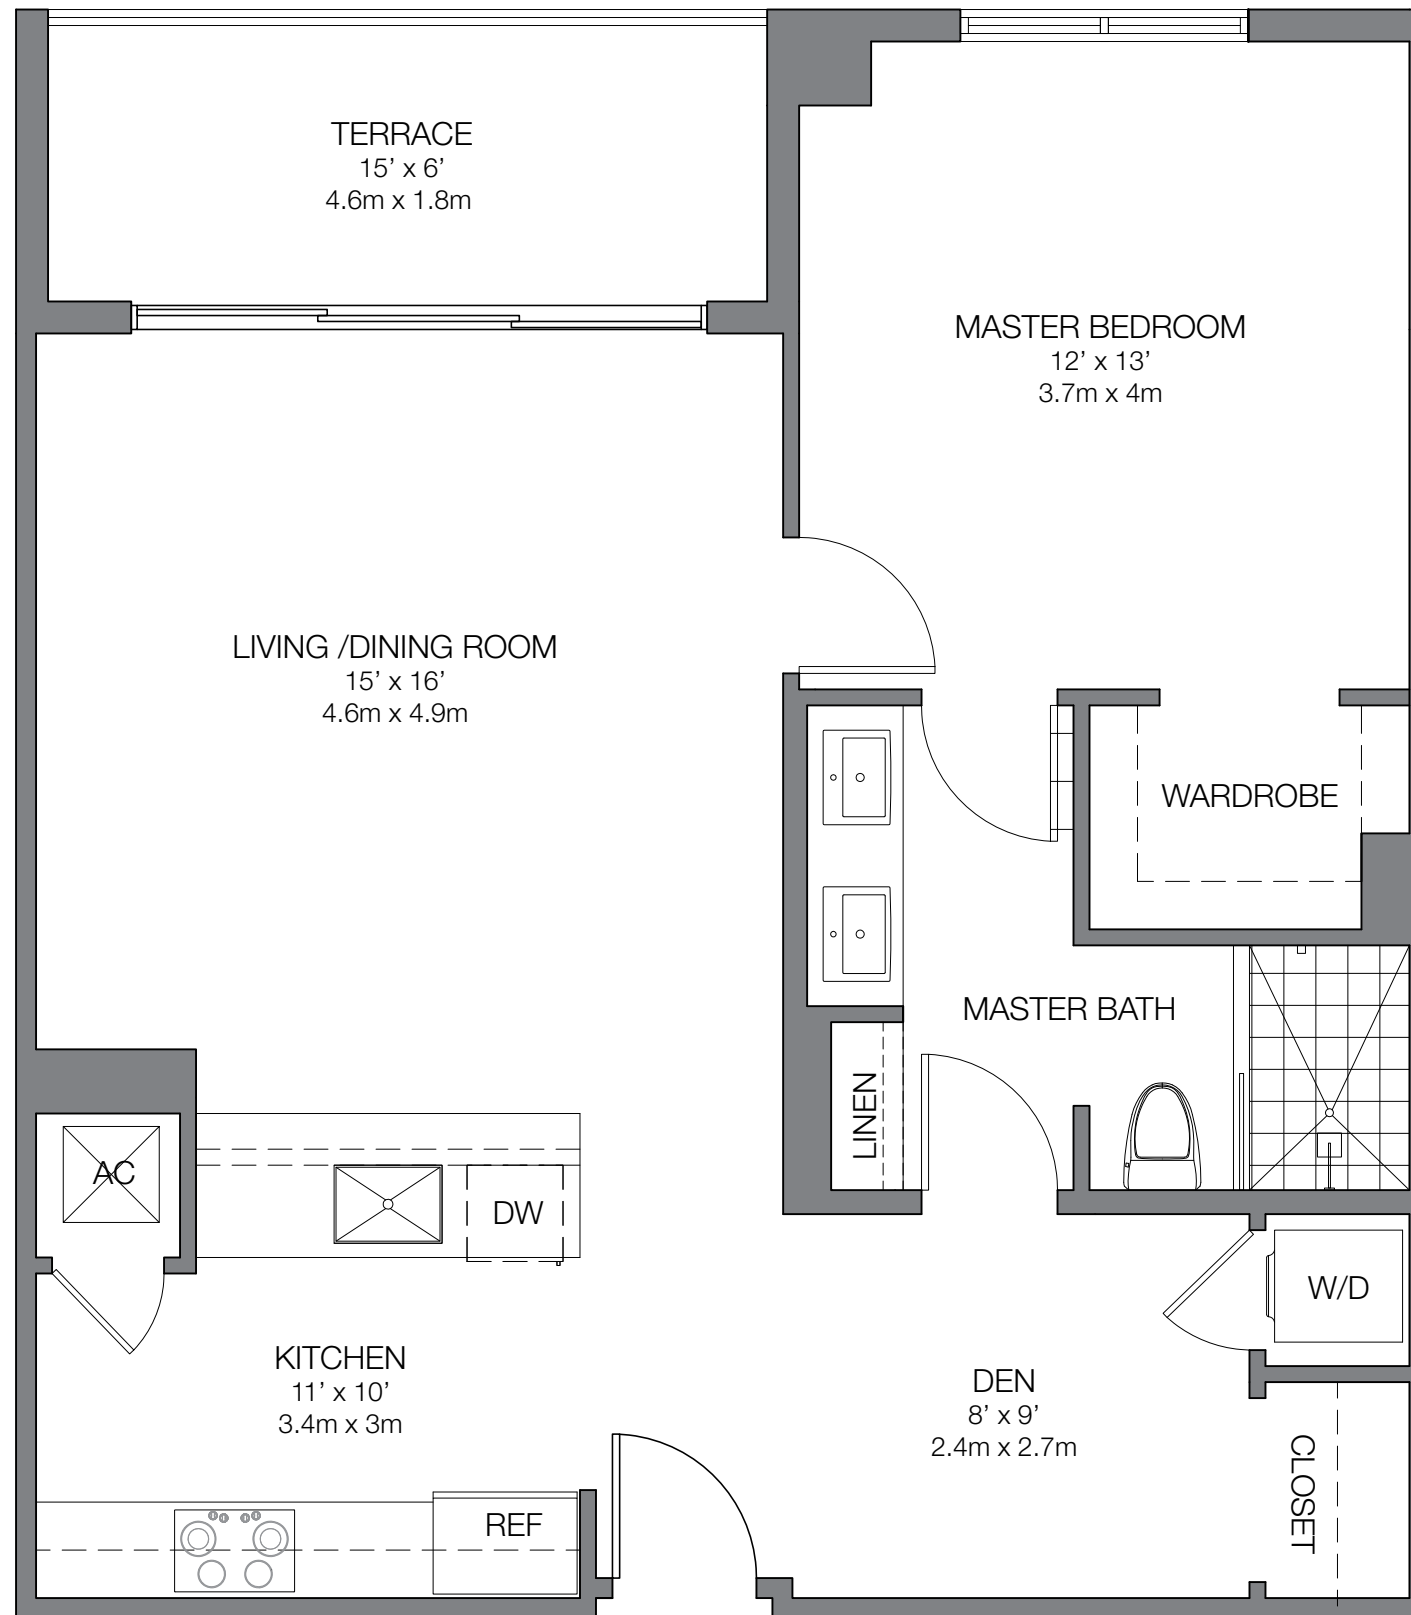 TERRACE
15’ x 6’
4.6m x 1.8m
MASTER BEDROOM
12’ x 13’
3.7m x 4m
LIVING /DINING ROOM
15’ x 16’
4.6m x 4.9m
WARDROBE
MASTER BATH
LINEN
AC
DW
W/D
KITCHEN
11’ x 10’
3.4m x 3m
DEN
8’ x 9’
2.4m x 2.7m
CLOSET
REF